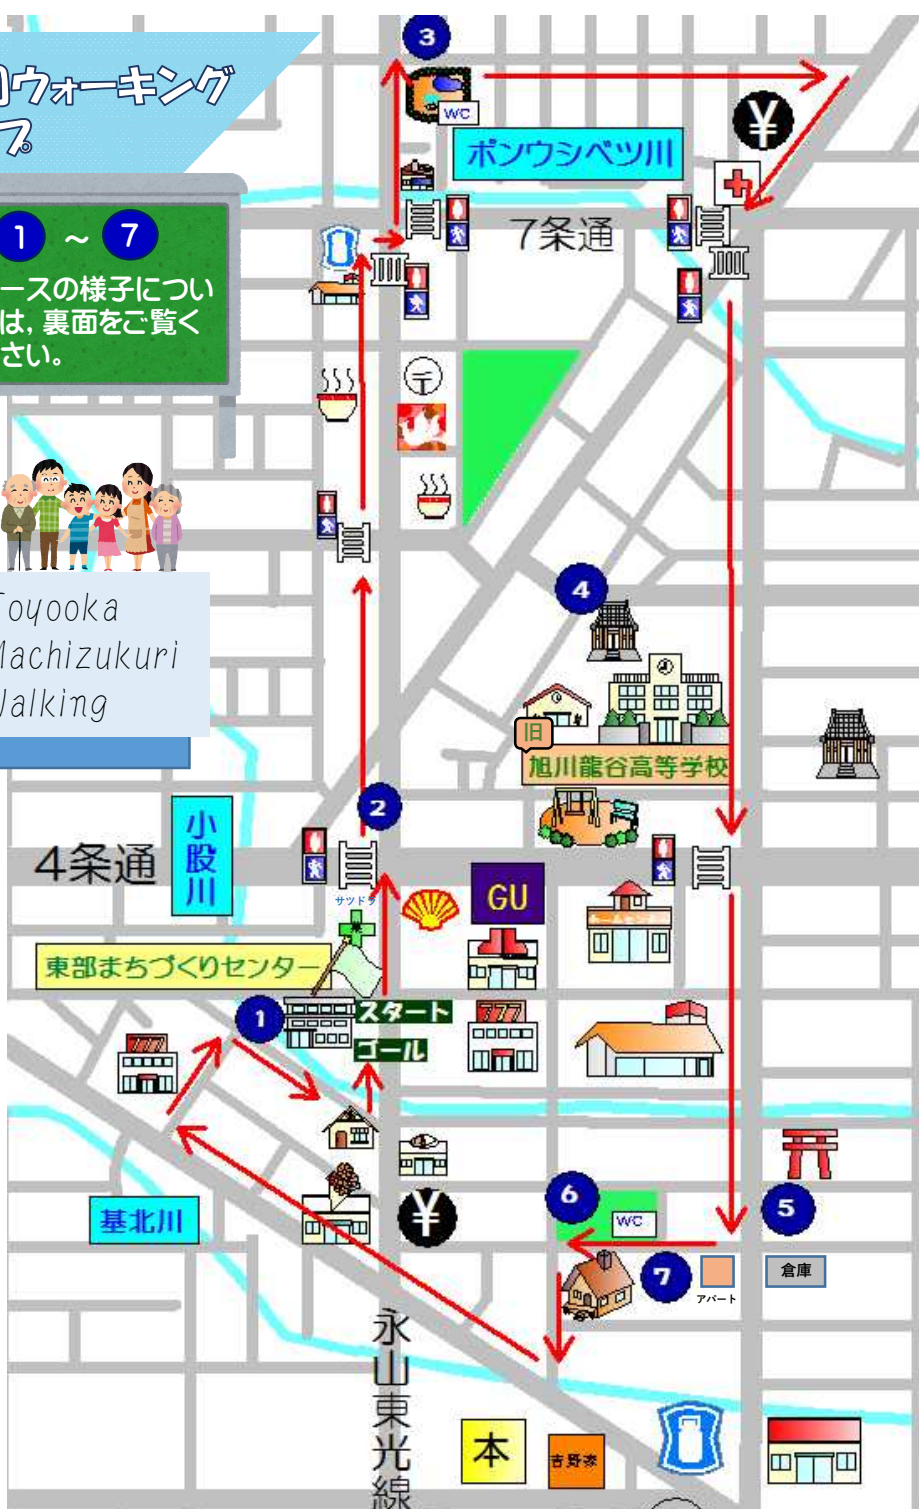 ウォーキング
プ
1 ～ 7
ースの様子につい
は，裏面をご覧く
さい。
Toyooka
Machizukuri
Walking
3
WC
¥
ポンウシベツ川
7条通
〒
4
旧
旭川龍谷高等学校
2
4条通
小股川
サツドラ
GU
東部まちづくりセンター
1
スタート
ゴール
777
777
基北川
¥
6
WC
5
7
アパート
倉庫
永山東光線
本
吉野家